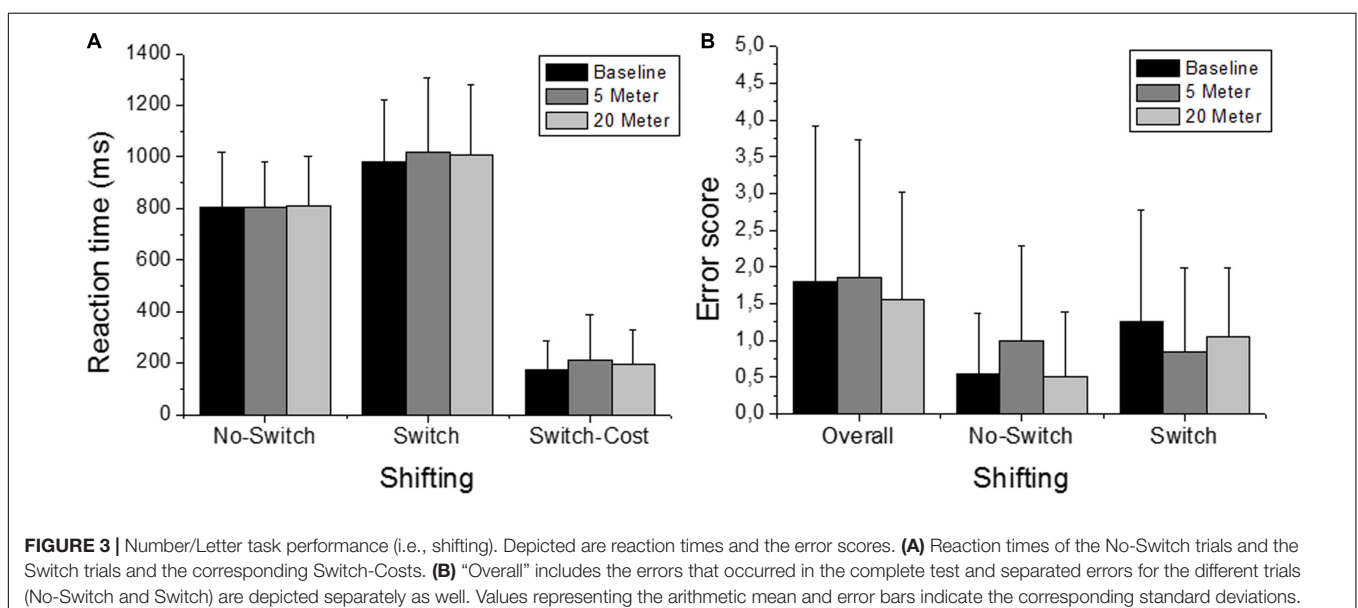 A
1400
1200
1000
800
600
400
200
0
Reaction time (ms)
Baseline
5 Meter
20 Meter
No-Switch Switch Switch-Cost
Shifting
B
5,0
4,5
4,0
3,5
3,0
2,5
2,0
1,5
1,0
0,5
0,0
Error score
Baseline
5 Meter
20 Meter
Overall No-Switch Switch
Shifting
FIGURE 3 | Number/Letter task performance (i.e., shifting). Depicted are reaction times and the error scores. (A) Reaction times of the No-Switch trials and the
Switch trials and the corresponding Switch-Costs. (B) “Overall” includes the errors that occurred in the complete test and separated errors for the different trials
(No-Switch and Switch) are depicted separately as well. Values representing the arithmetic mean and error bars indicate the corresponding standard deviations.